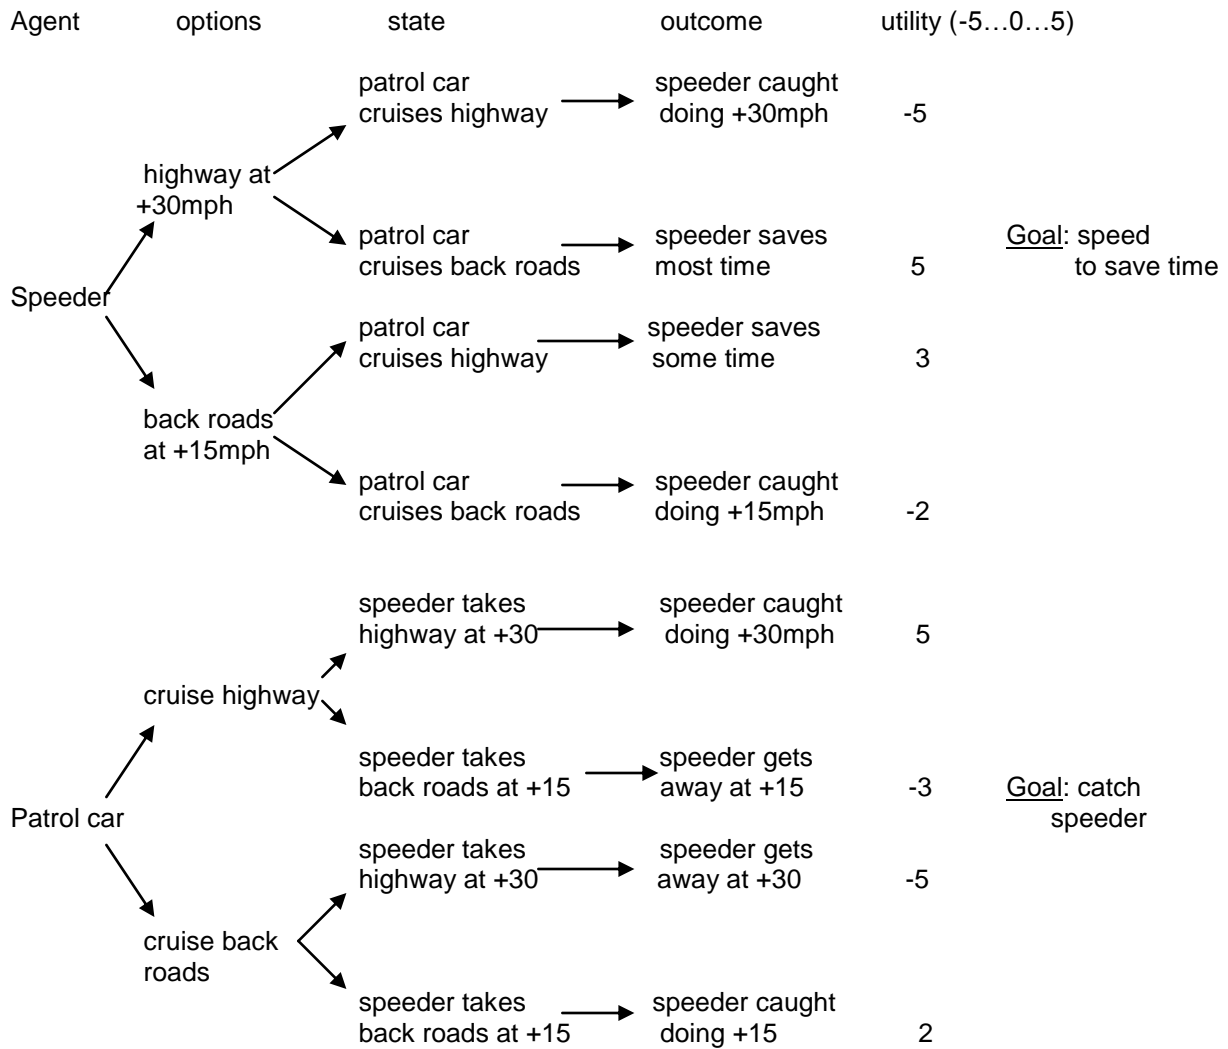 Agent options state outcome utility (-5…0…5)
patrol car speeder caught
cruises highway doing +30mph -5
highway at
+30mph
patrol car speeder saves Goal: speed
cruises back roads most time 5 to save time
Speeder
patrol car speeder saves
cruises highway some time 3
back roads
at +15mph
patrol car speeder caught
cruises back roads doing +15mph -2
speeder takes speeder caught
highway at +30 doing +30mph 5
cruise highway
speeder takes speeder gets
back roads at +15 away at +15 -3 Goal: catch
Patrol car speeder
speeder takes speeder gets
highway at +30 away at +30 -5
cruise back
roads
speeder takes speeder caught
back roads at +15 doing +15 2